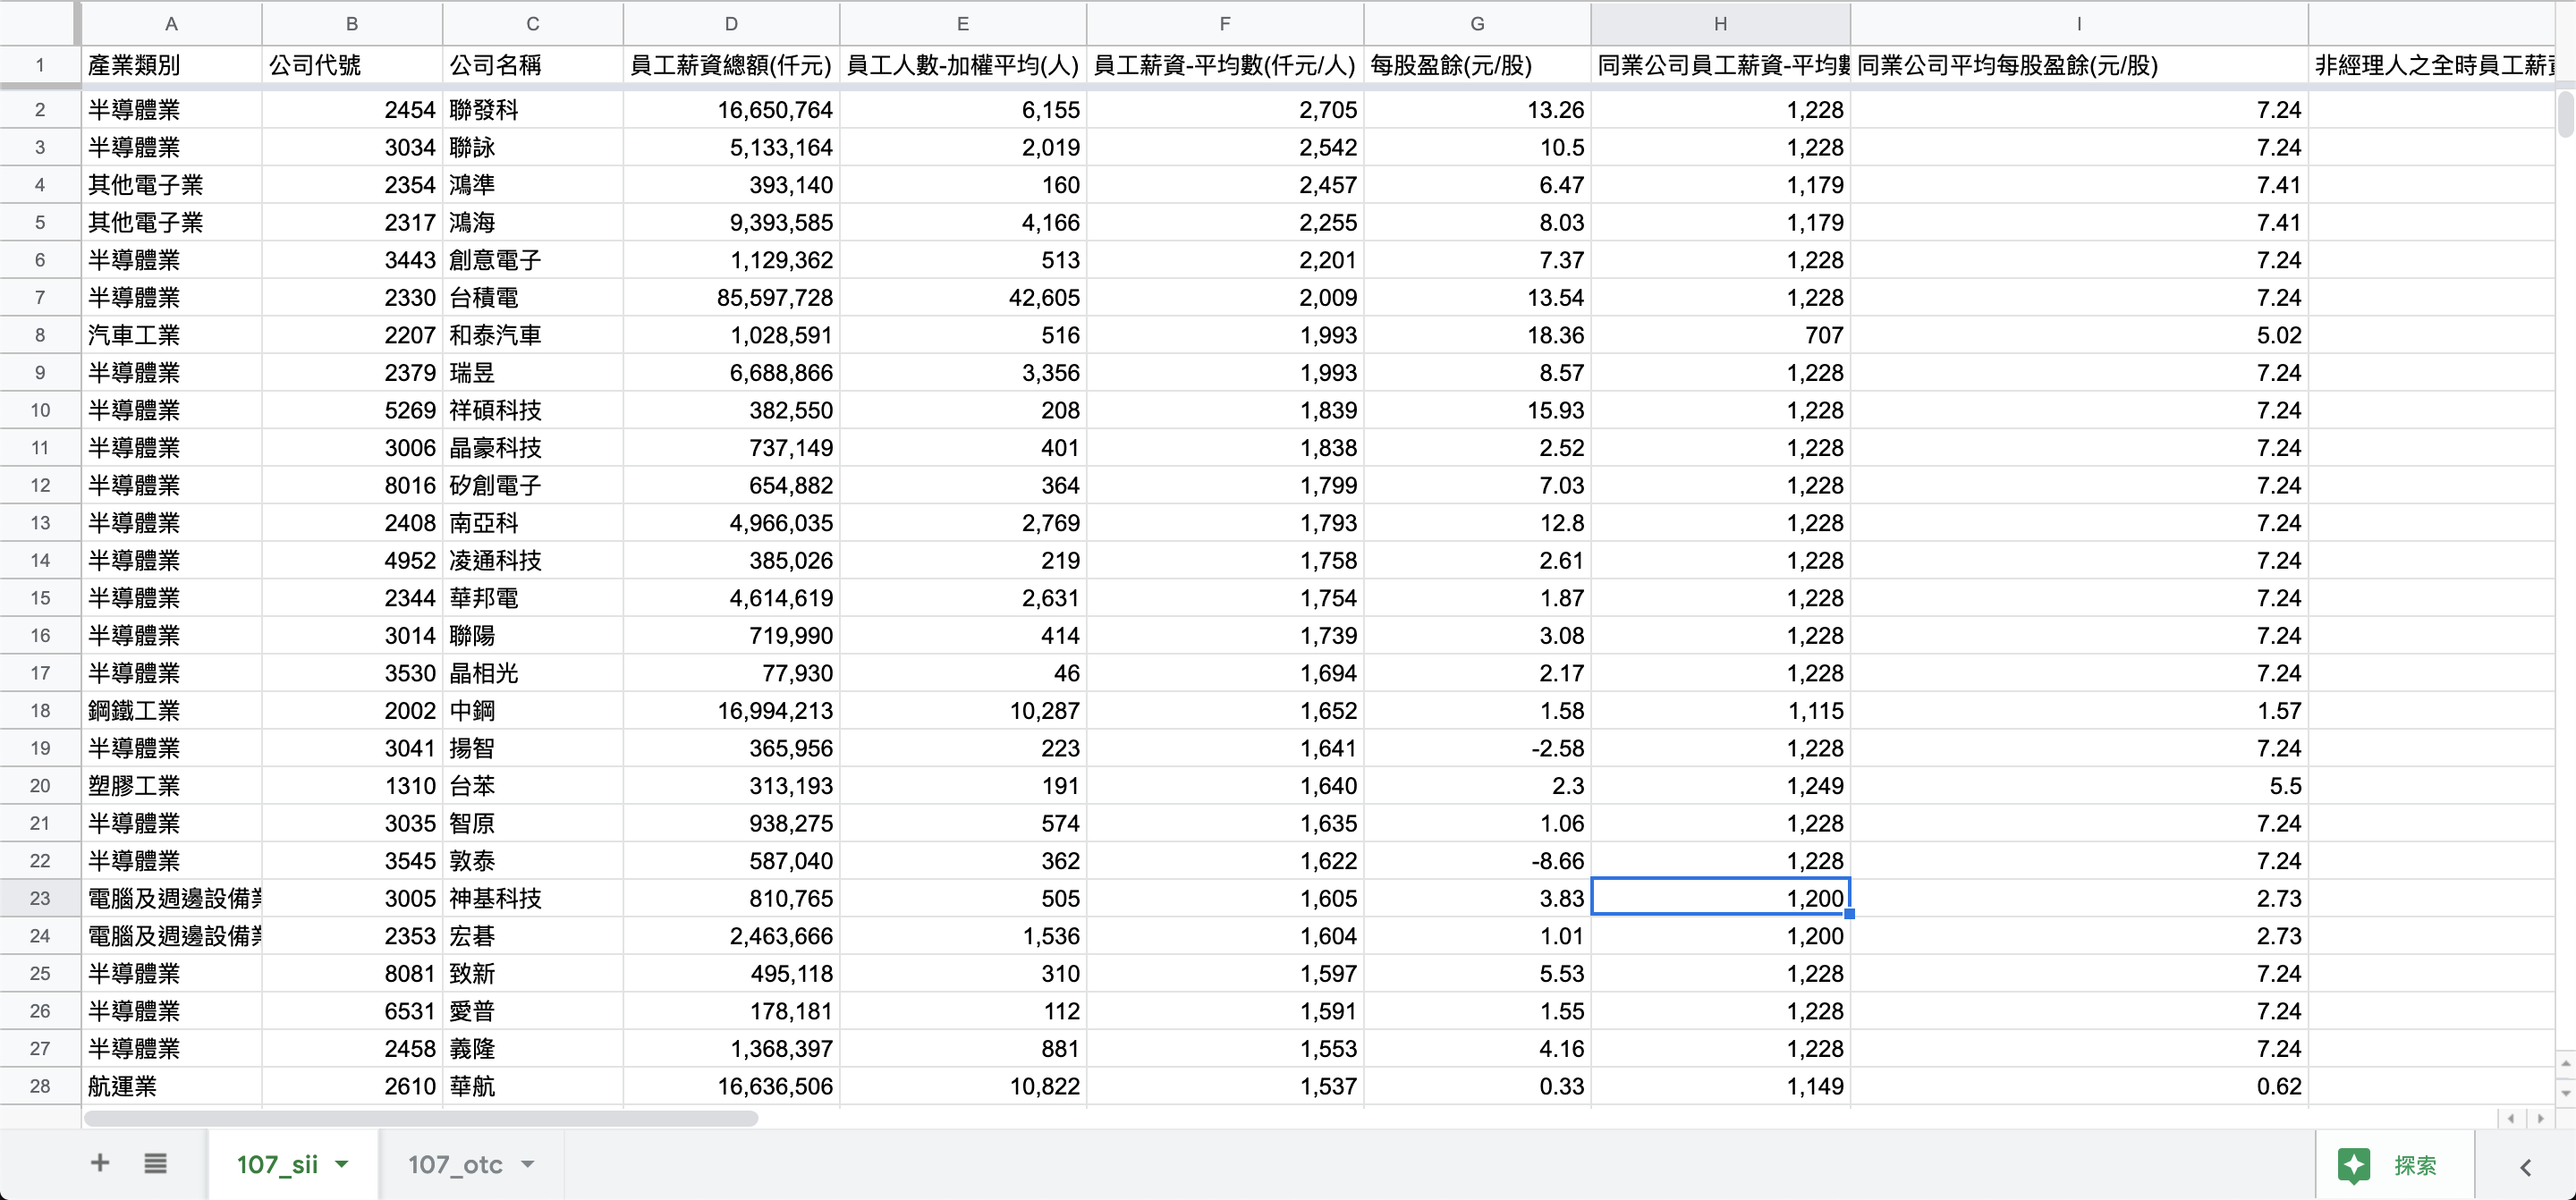 A B C D E F G H I
1 產業類別 公司代號 公司名稱 員工薪資總額(仟元) 員工人數-加權平均(人) 員工薪資-平均數(仟元/人) 每股盈餘(元/股) 同業公司員工薪資-平均數 同業公司平均每股盈餘(元/股) 非經理人之全時員工薪資
2 半導體業 2454 聯發科 16,650,764 6,155 2,705 13.26 1,228 7.24
3 半導體業 3034 聯詠 5,133,164 2,019 2,542 10.5 1,228 7.24
4 其他電子業 2354 鴻準 393,140 160 2,457 6.47 1,179 7.41
5 其他電子業 2317 鴻海 9,393,585 4,166 2,255 8.03 1,179 7.41
6 半導體業 3443 創意電子 1,129,362 513 2,201 7.37 1,228 7.24
7 半導體業 2330 台積電 85,597,728 42,605 2,009 13.54 1,228 7.24
8 汽車工業 2207 和泰汽車 1,028,591 516 1,993 18.36 707 5.02
9 半導體業 2379 瑞昱 6,688,866 3,356 1,993 8.57 1,228 7.24
10 半導體業 5269 祥碩科技 382,550 208 1,839 15.93 1,228 7.24
11 半導體業 3006 晶豪科技 737,149 401 1,838 2.52 1,228 7.24
12 半導體業 8016 矽創電子 654,882 364 1,799 7.03 1,228 7.24
13 半導體業 2408 南亞科 4,966,035 2,769 1,793 12.8 1,228 7.24
14 半導體業 4952 凌通科技 385,026 219 1,758 2.61 1,228 7.24
15 半導體業 2344 華邦電 4,614,619 2,631 1,754 1.87 1,228 7.24
16 半導體業 3014 聯陽 719,990 414 1,739 3.08 1,228 7.24
17 半導體業 3530 晶相光 77,930 46 1,694 2.17 1,228 7.24
18 鋼鐵工業 2002 中鋼 16,994,213 10,287 1,652 1.58 1,115 1.57
19 半導體業 3041 揚智 365,956 223 1,641 -2.58 1,228 7.24
20 塑膠工業 1310 台苯 313,193 191 1,640 2.3 1,249 5.5
21 半導體業 3035 智原 938,275 574 1,635 1.06 1,228 7.24
22 半導體業 3545 敦泰 587,040 362 1,622 -8.66 1,228 7.24
23 電腦及週邊設備業 3005 神基科技 810,765 505 1,605 3.83 1,200 2.73
24 電腦及週邊設備業 2353 宏碁 2,463,666 1,536 1,604 1.01 1,200 2.73
25 半導體業 8081 致新 495,118 310 1,597 5.53 1,228 7.24
26 半導體業 6531 愛普 178,181 112 1,591 1.55 1,228 7.24
27 半導體業 2458 義隆 1,368,397 881 1,553 4.16 1,228 7.24
28 航運業 2610 華航 16,636,506 10,822 1,537 0.33 1,149 0.62
107_sii 107_otc 探索